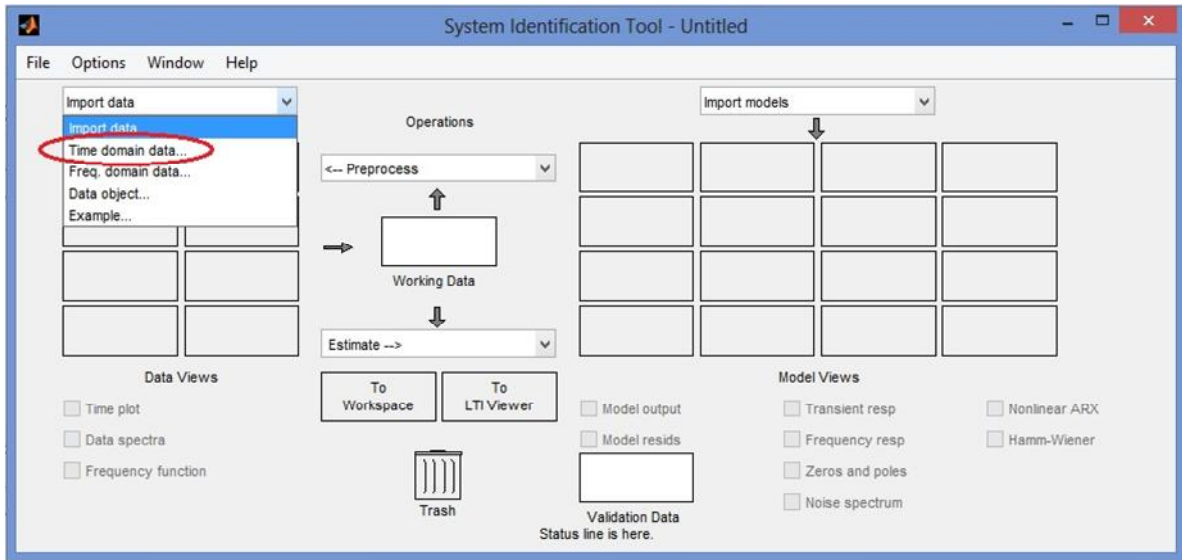 System Identification Tool - Untitled
File Options Window Help
Import data
Import data
Time domain data...
Freq. domain data...
Data object...
Example...
Operations
<-- Preprocess
Working Data
Estimate -->
To Workspace
To LTI Viewer
Import models
Data Views
Time plot
Data spectra
Frequency function
Trash
Model Views
Model output
Model resids
Transient resp
Frequency resp
Zeros and poles
Noise spectrum
Nonlinear ARX
Hamm-Wiener
Validation Data
Status line is here.